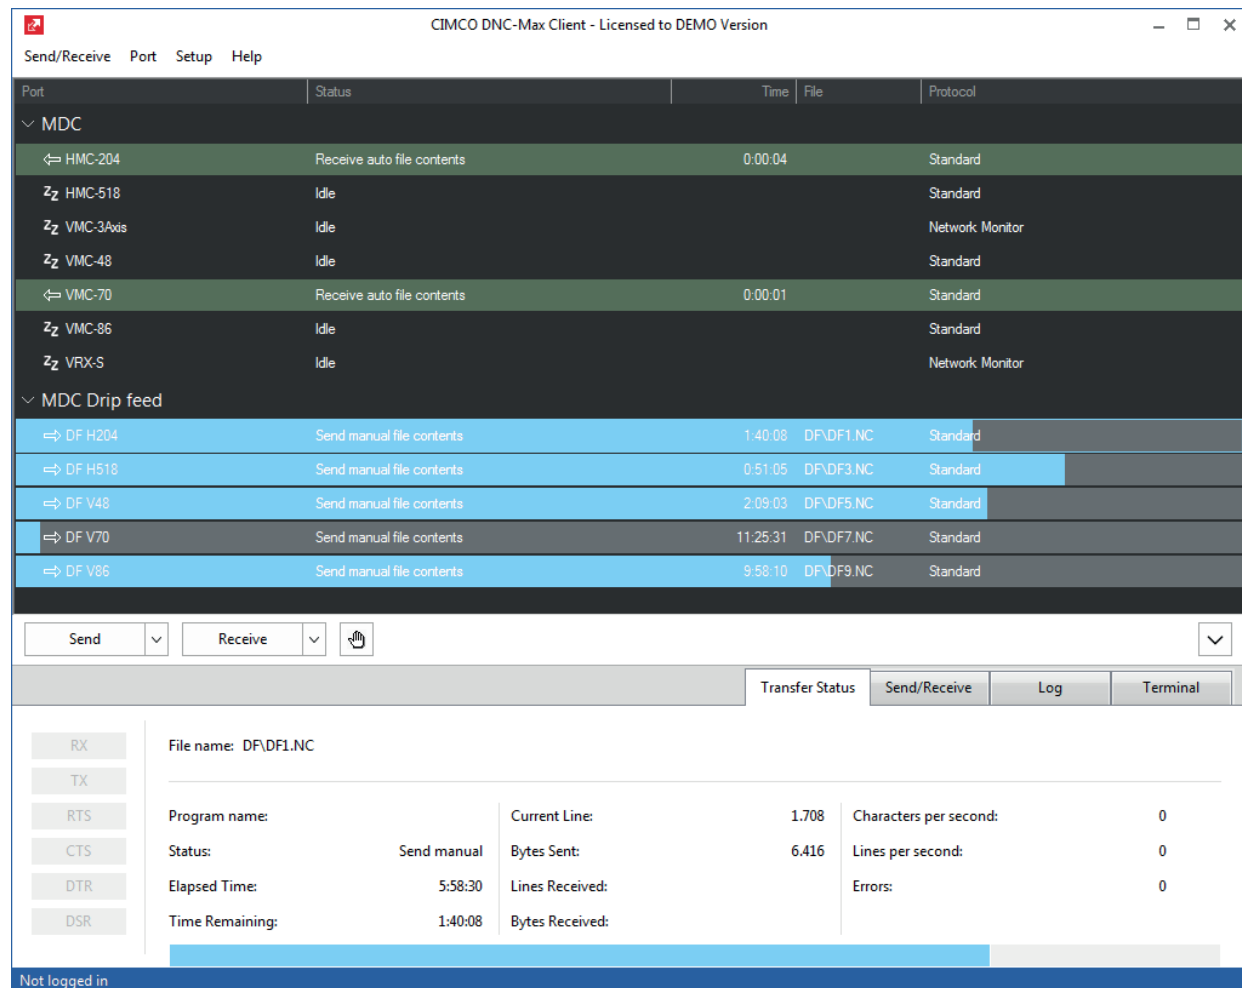 CIMCO DNC-Max Client - Licensed to DEMO Version
Send/Receive Port Setup Help
Port Status Time File Protocol
MDC
HMC-204 Receive auto file contents 0:00:04 Standard
HMC-518 Idle Standard
VMC-3Axis Idle Network Monitor
VMC-48 Idle Standard
VMC-70 Receive auto file contents 0:00:01 Standard
VMC-86 Idle Standard
VRX-S Idle Network Monitor
MDC Drip feed
DF H204 Send manual file contents 1:40:08 DF\DF1.NC Standard
DF H518 Send manual file contents 0:51:05 DF\DF3.NC Standard
DF V48 Send manual file contents 2:09:03 DF\DF5.NC Standard
DF V70 Send manual file contents 11:25:31 DF\DF7.NC Standard
DF V86 Send manual file contents 9:58:10 DF\DF9.NC Standard
Send Receive
Transfer Status Send/Receive Log Terminal
RX File name: DF\DF1.NC
TX
RTS Program name: Current Line: 1.708 Characters per second: 0
CTS Status: Send manual Bytes Sent: 6.416 Lines per second: 0
DTR Elapsed Time: 5:58:30 Lines Received: Errors: 0
DSR Time Remaining: 1:40:08 Bytes Received:
Not logged in